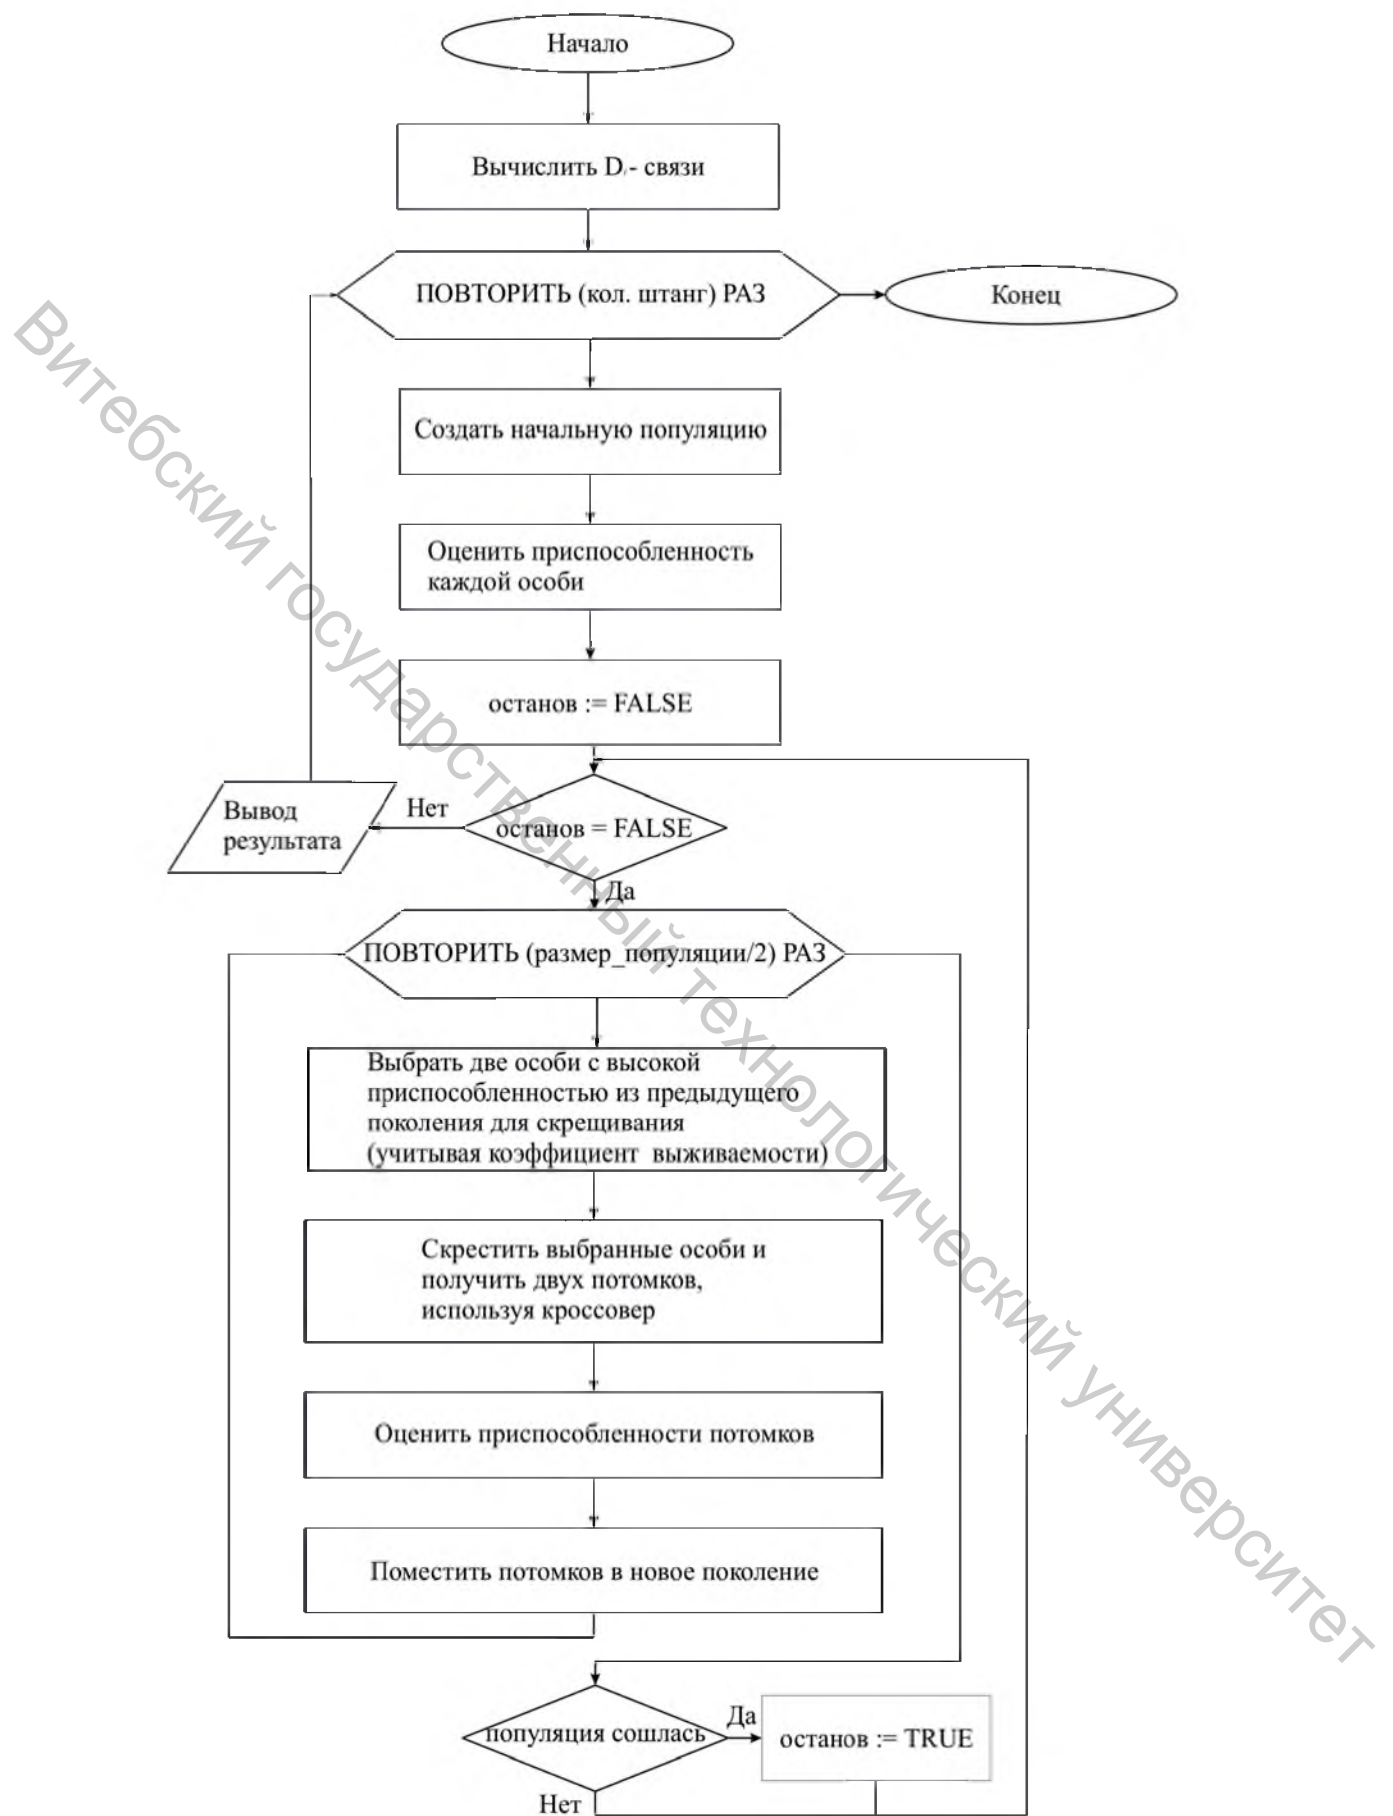 Начало
Вычислить D - связи
ПОВТОРИТЬ (кол. штанг) РАЗ
Конец
Создать начальную популяцию
Оценить приспособленность
каждой особи
останов := FALSE
останов = FALSE
Нет
Вывод
результата
Да
ПОВТОРИТЬ (размер_популяции/2) РАЗ
Выбрать две особи с высокой
приспособленностью из предыдущего
поколения для скрещивания
(учитывая коэффициент выживаемости)
Скрестить выбранные особи и
получить двух потомков,
используя кроссовер
Оценить приспособленности потомков
Поместить потомков в новое поколение
популяция сошлась
Да
останов := TRUE
Нет
Витебский государственный технологический университет